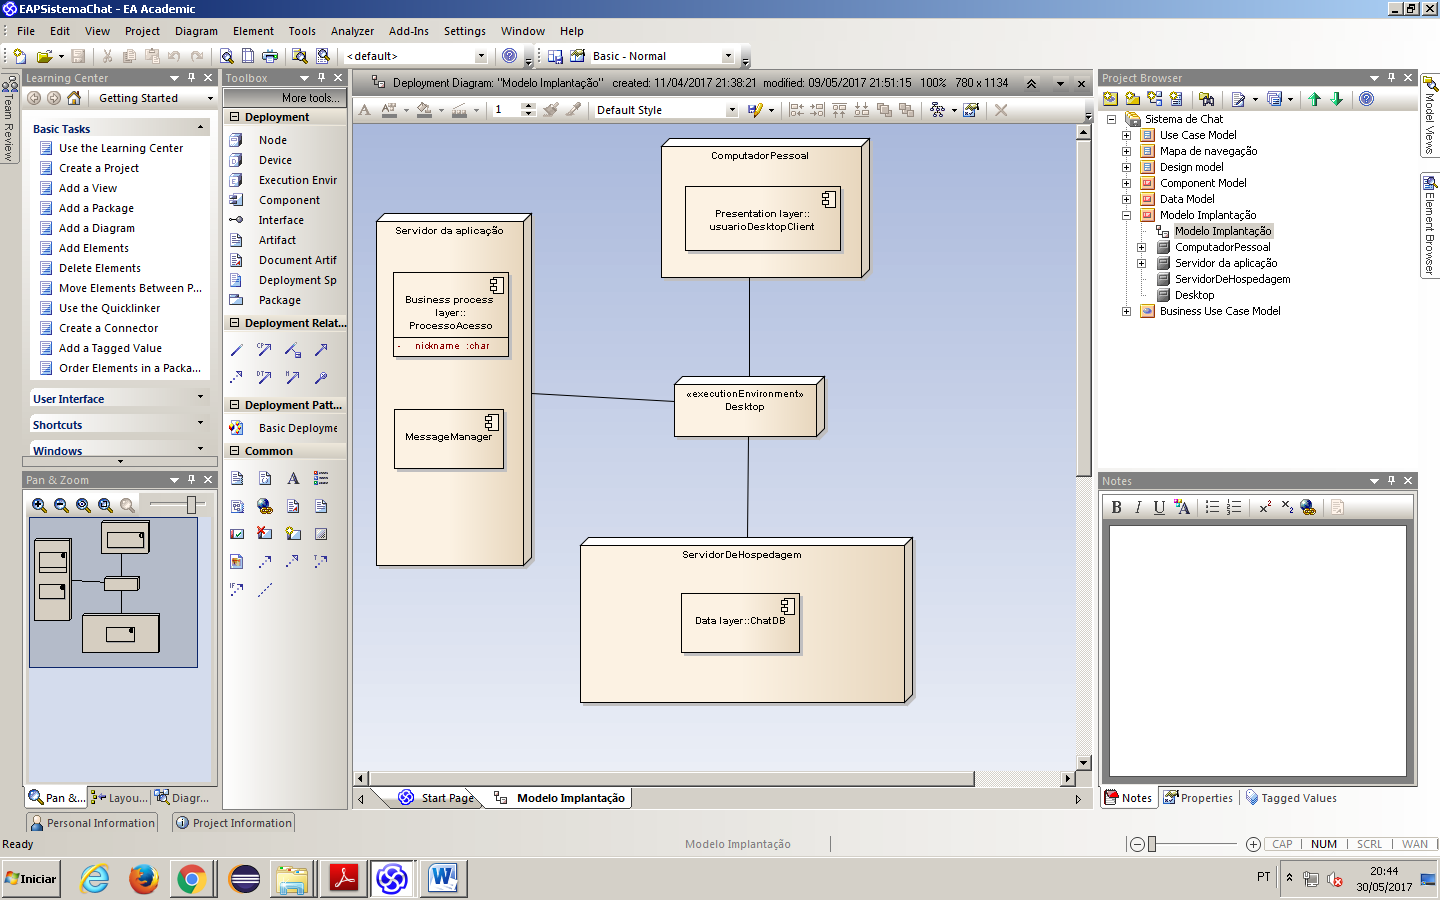 EAPSistemaChat - EA Academic
File Edit View Project Diagram Element Tools Analyzer Add-Ins Settings Window Help
<default>
Basic - Normal
Team Review
Learning Center
Getting Started
Basic Tasks
Use the Learning Center
Create a Project
Add a View
Add a Package
Add a Diagram
Add Elements
Delete Elements
Move Elements Between P...
Use the Quicklinker
Create a Connector
Add a Tagged Value
Order Elements in a Packa...
User Interface
Shortcuts
Windows
Pan & Zoom
Pan &...
Layou...
Diagr...
Toolbox
More tools...
Deployment
Node
Device
Execution Envir
Component
Interface
Artifact
Document Artif
Deployment Sp
Package
Deployment Relat...
Deployment Patt...
Basic Deployme
Common
Deployment Diagram: "Modelo Implantação" created: 11/04/2017 21:38:21 modified: 09/05/2017 21:51:15 100% 780 x 1134
1
Default Style
ComputadorPessoal
Presentation layer::
usuarioDesktopClient
Servidor da aplicação
Business process
layer::
ProcessoAcesso
- nickname :char
MessageManager
«executionEnvironment»
Desktop
ServidorDeHospedagem
Data layer::ChatDB
Start Page
Modelo Implantação
Project Browser
Sistema de Chat
Use Case Model
Mapa de navegação
Design model
Component Model
Data Model
Modelo Implantação
Modelo Implantação
ComputadorPessoal
Servidor da aplicação
ServidorDeHospedagem
Desktop
Business Use Case Model
Model Views
Element Browser
Notes
B I U A x² x₂
Notes
Properties
Tagged Values
Personal Information
Project Information
Ready
Modelo Implantação
CAP NUM SCRL WAN
Iniciar
PT
20:44
30/05/2017